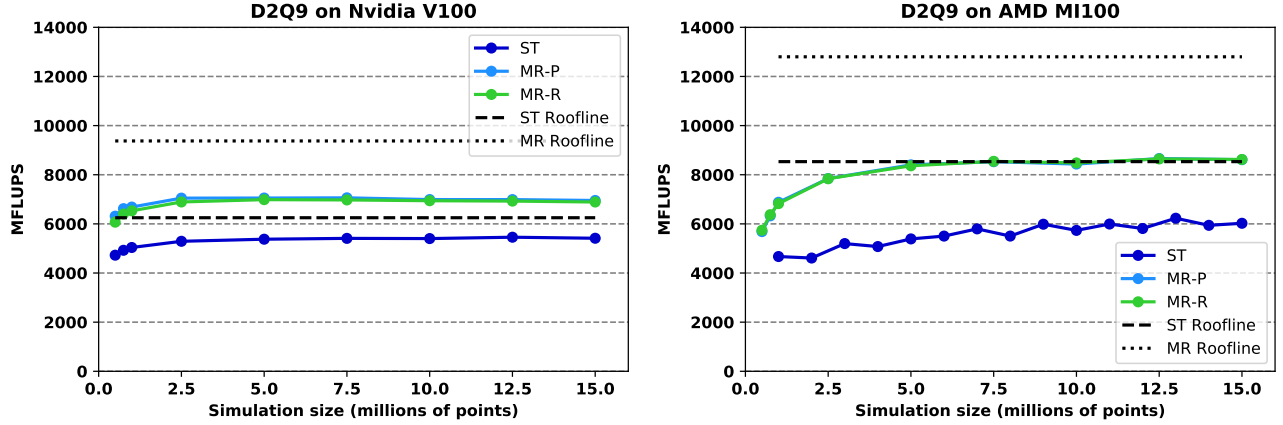 D2Q9 on Nvidia V100
14000
12000
10000
8000
6000
4000
2000
0
MFLUPS
ST
MR-P
MR-R
ST Roofline
MR Roofline
0.0 2.5 5.0 7.5 10.0 12.5 15.0
Simulation size (millions of points)
D2Q9 on AMD MI100
14000
12000
10000
8000
6000
4000
2000
0
MFLUPS
ST
MR-P
MR-R
ST Roofline
MR Roofline
0.0 2.5 5.0 7.5 10.0 12.5 15.0
Simulation size (millions of points)